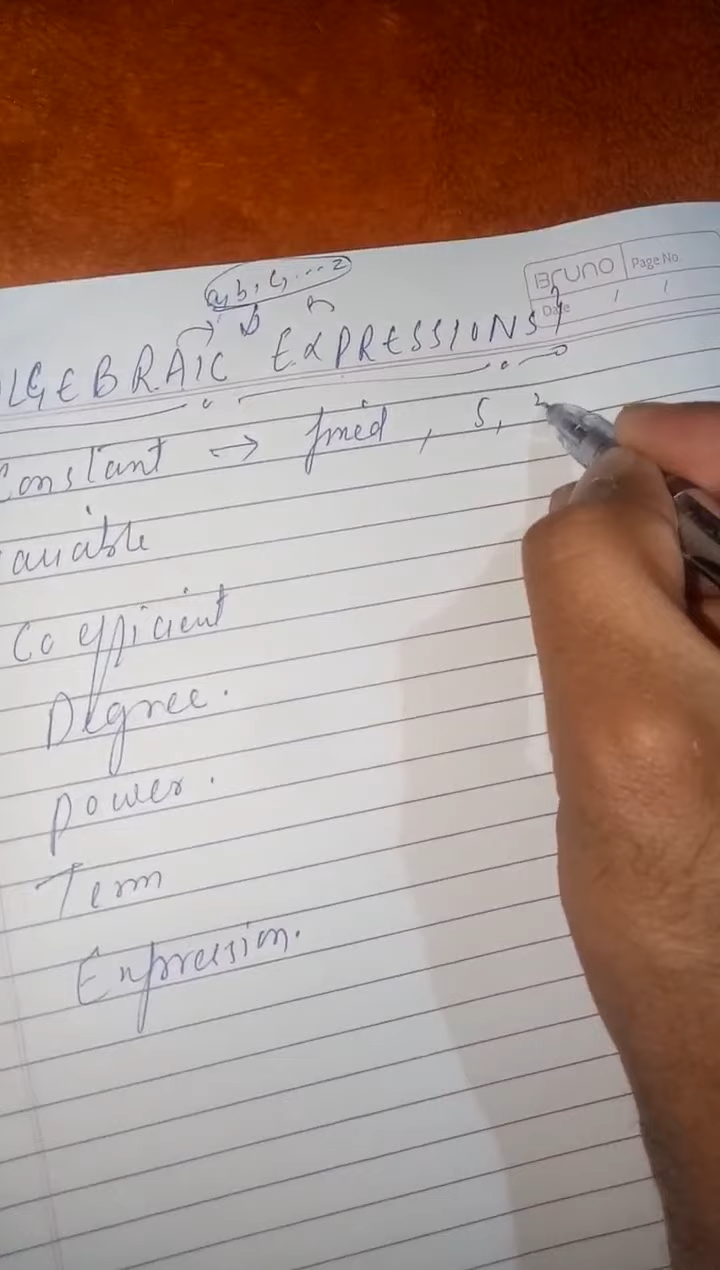 a, b, c, ... z
Bruno Page No.
Date / /
LGEBRAIC EXPRESSIONS
Constant → fixed, 5,
ariable
Coefficient
Degree.
Power.
Term
Expression.